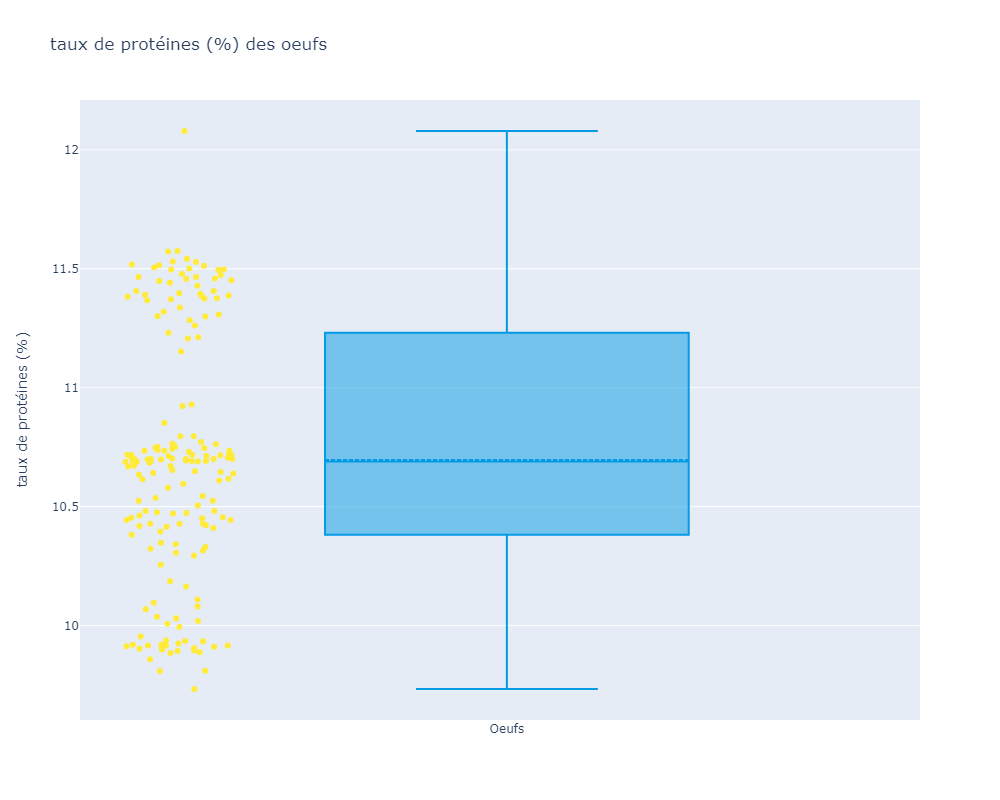 taux de protéines (%) des oeufs
taux de protéines (%)
12
11.5
11
10.5
10
Oeufs